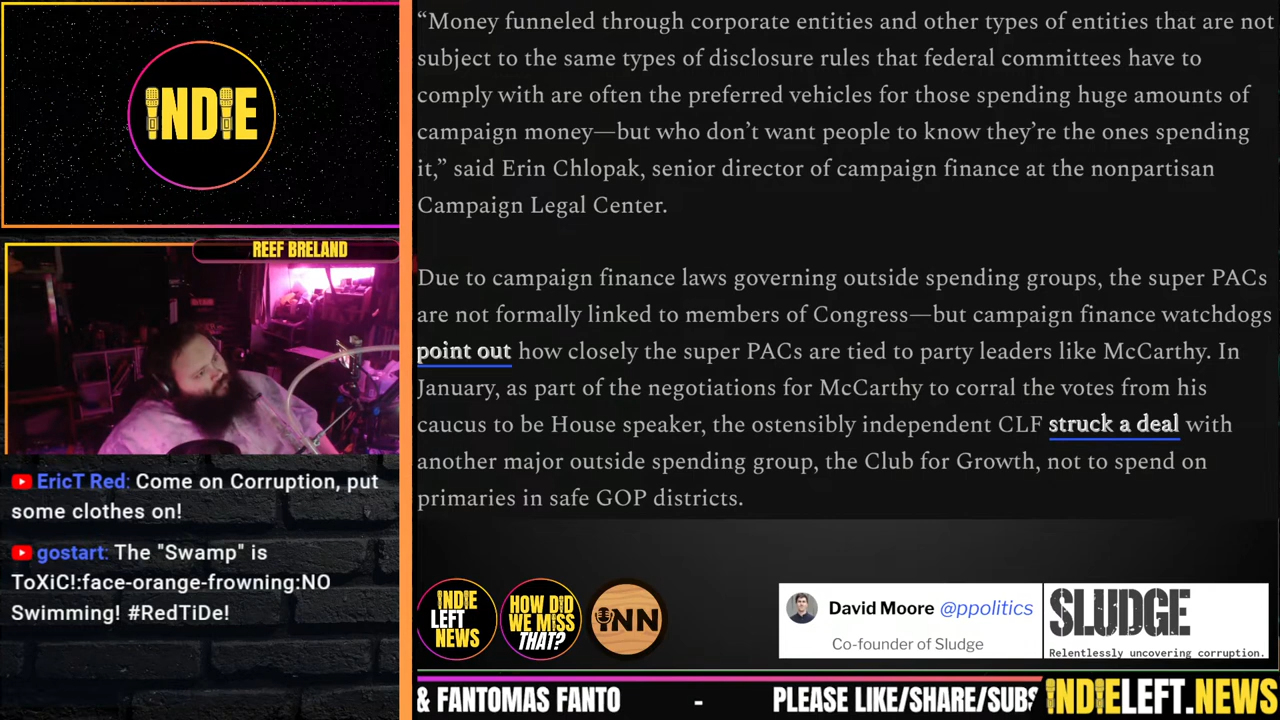 INDIE
REEF BRELAND
EricT Red: Come on Corruption, put
some clothes on!
gostart: The "Swamp" is
ToXiC!:face-orange-frowning:NO
Swimming! #RedTiDe!
“Money funneled through corporate entities and other types of entities that are not
subject to the same types of disclosure rules that federal committees have to
comply with are often the preferred vehicles for those spending huge amounts of
campaign money—but who don’t want people to know they’re the ones spending
it,” said Erin Chlopak, senior director of campaign finance at the nonpartisan
Campaign Legal Center.
Due to campaign finance laws governing outside spending groups, the super PACs
are not formally linked to members of Congress—but campaign finance watchdogs
point out how closely the super PACs are tied to party leaders like McCarthy. In
January, as part of the negotiations for McCarthy to corral the votes from his
caucus to be House speaker, the ostensibly independent CLF struck a deal with
another major outside spending group, the Club for Growth, not to spend on
primaries in safe GOP districts.
INDIE
LEFT
NEWS
HOW DID
WE MISS
THAT?
INN
David Moore @ppolitics
Co-founder of Sludge
SLUDGE
Relentlessly uncovering corruption.
& FANTOMAS FANTO - PLEASE LIKE/SHARE/SUBS
INDIELEFT.NEWS